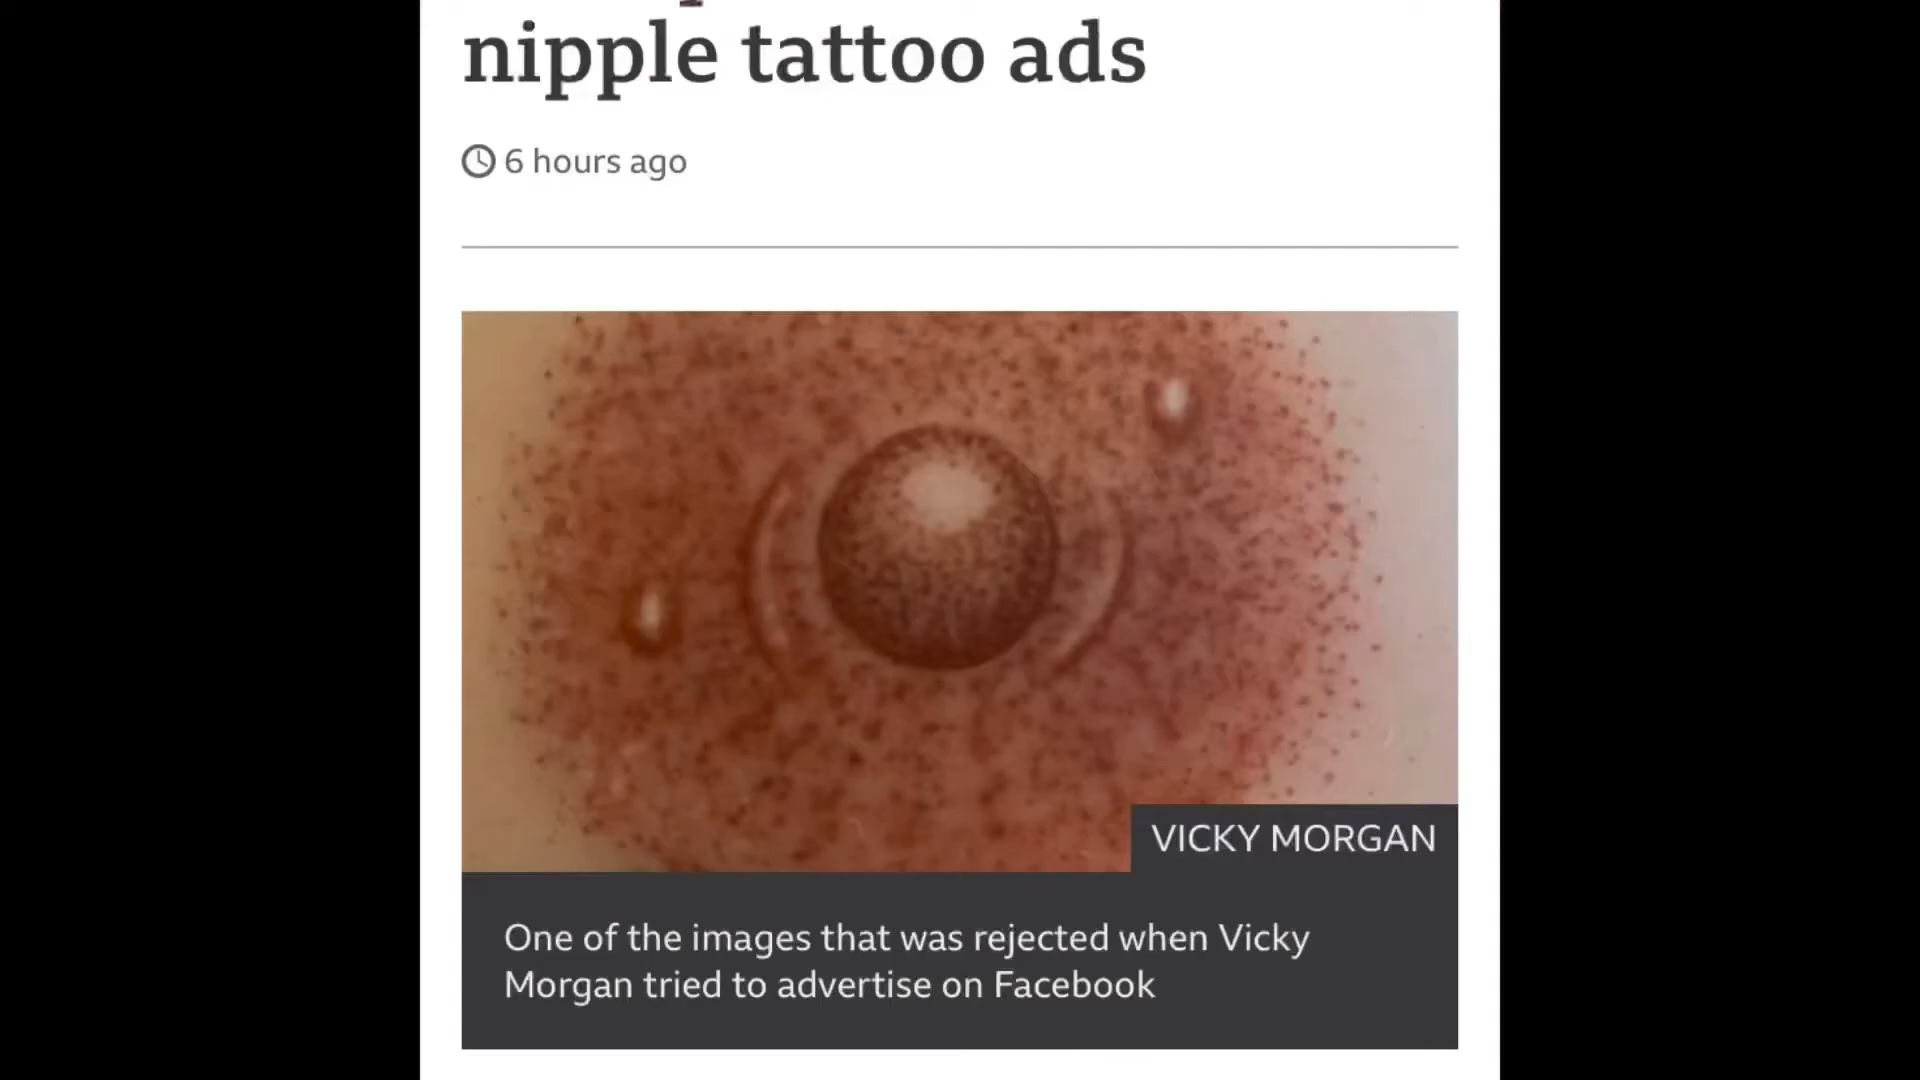 nipple tattoo ads
6 hours ago
VICKY MORGAN
One of the images that was rejected when Vicky
Morgan tried to advertise on Facebook